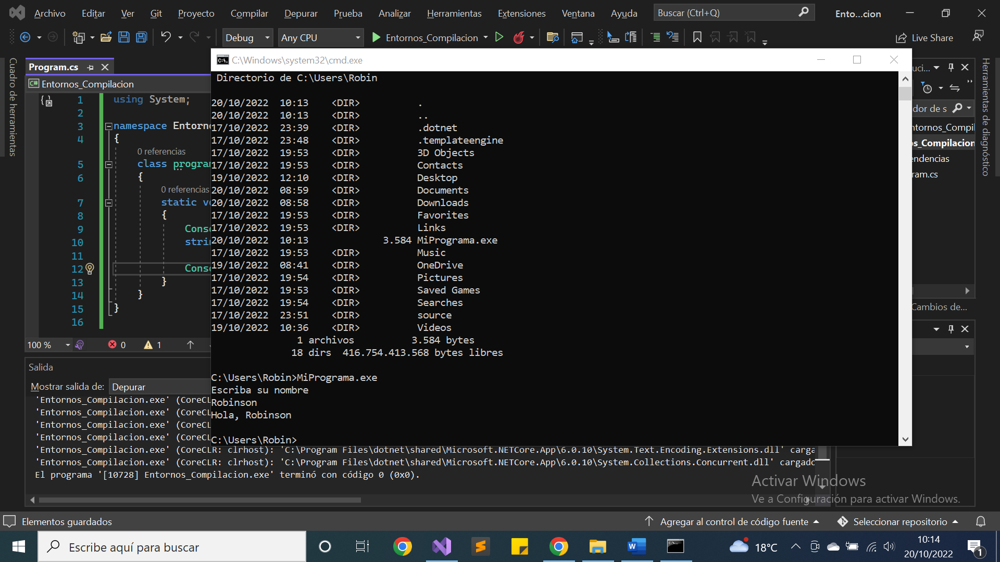 Archivo Editar Ver Git Proyecto Compilar Depurar Prueba Analizar Herramientas Extensiones Ventana Ayuda Buscar (Ctrl+Q) Ento...cion
Debug Any CPU Entornos_Compilacion Live Share
Cuadro de herramientas
Program.cs
Entornos_Compilacion
1 using System;
2
3 namespace Entorno
4 {
0 referencias
5 class program
6 {
0 referencias
7 static vo
8 {
9 Conso
10 strin
11
12 Conso
13 }
14 }
15 }
16
100 % 0 1
C:\Windows\system32\cmd.exe
Directorio de C:\Users\Robin
20/10/2022 10:13 <DIR> .
20/10/2022 10:13 <DIR> ..
17/10/2022 23:39 <DIR> .dotnet
17/10/2022 23:48 <DIR> .templateengine
17/10/2022 19:53 <DIR> 3D Objects
17/10/2022 19:53 <DIR> Contacts
19/10/2022 12:10 <DIR> Desktop
20/10/2022 08:59 <DIR> Documents
20/10/2022 08:58 <DIR> Downloads
17/10/2022 19:53 <DIR> Favorites
17/10/2022 19:53 <DIR> Links
20/10/2022 10:13 3.584 MiPrograma.exe
17/10/2022 19:53 <DIR> Music
19/10/2022 08:41 <DIR> OneDrive
17/10/2022 19:54 <DIR> Pictures
17/10/2022 19:53 <DIR> Saved Games
17/10/2022 19:54 <DIR> Searches
17/10/2022 23:51 <DIR> source
19/10/2022 10:36 <DIR> Videos
1 archivos 3.584 bytes
18 dirs 416.754.413.568 bytes libres
C:\Users\Robin>MiPrograma.exe
Escriba su nombre
Robinson
Hola, Robinson
C:\Users\Robin>
uci...
dor de s
ntornos_Compil
s_Compilacion
endencias
ram.cs
Cambios de...
Herramientas de diagnóstico
Salida
Mostrar salida de: Depurar
'Entornos_Compilacion.exe' (CoreCL
'Entornos_Compilacion.exe' (CoreCL
'Entornos_Compilacion.exe' (CoreCL
'Entornos_Compilacion.exe' (CoreCL
'Entornos_Compilacion.exe' (CoreCLR: clrhost): 'C:\Program Files\dotnet\shared\Microsoft.NETCore.App\6.0.10\System.Text.Encoding.Extensions.dll' carga
'Entornos_Compilacion.exe' (CoreCLR: clrhost): 'C:\Program Files\dotnet\shared\Microsoft.NETCore.App\6.0.10\System.Collections.Concurrent.dll' cargado
El programa '[10728] Entornos_Compilacion.exe' terminó con código 0 (0x0).
Activar Windows
Ve a Configuración para activar Windows.
Elementos guardados Agregar al control de código fuente Seleccionar repositorio
Escribe aquí para buscar 18°C 10:14
20/10/2022 1